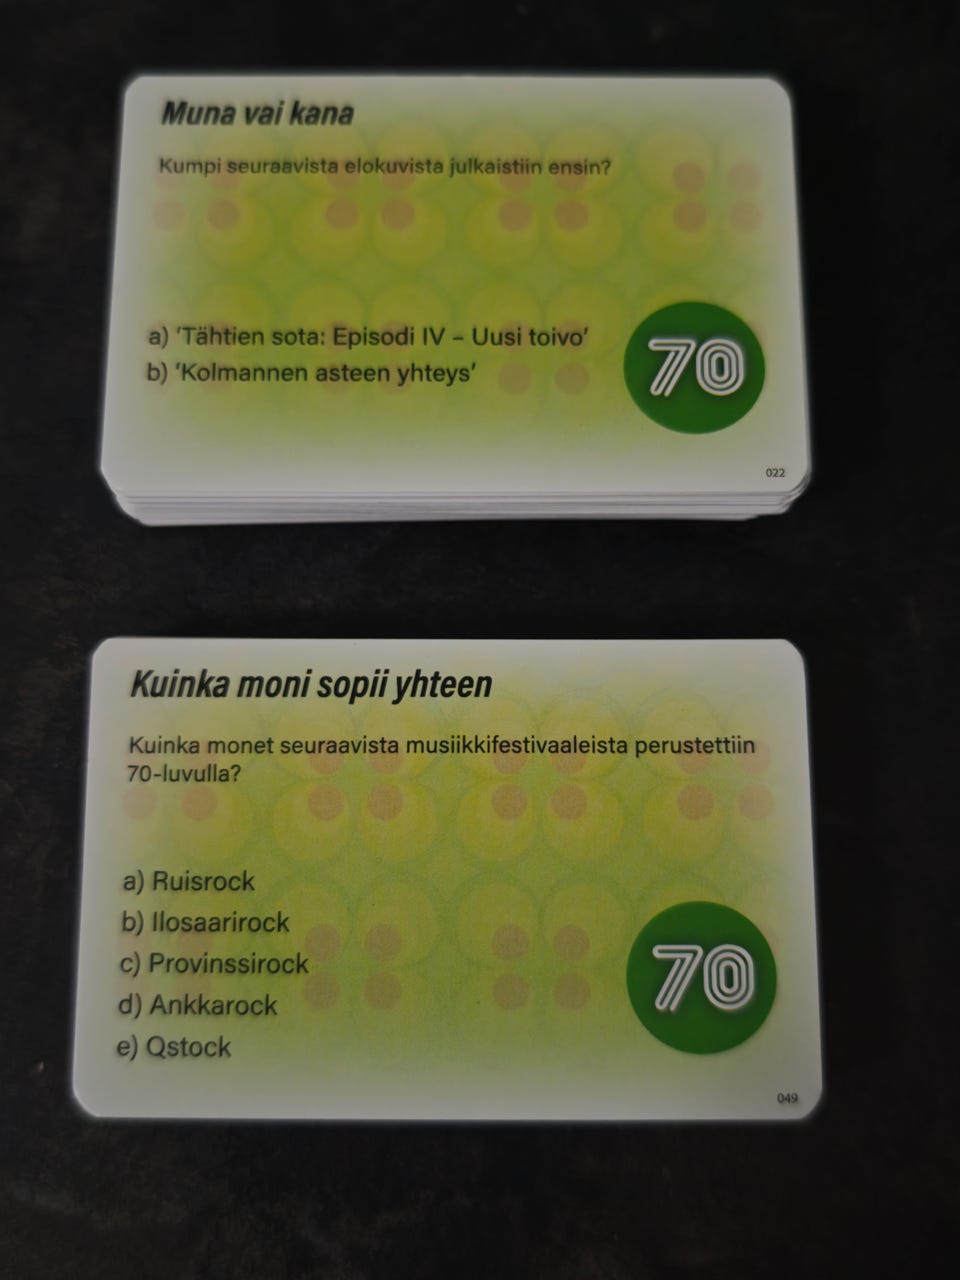 Muna vai kana
Kumpi seuraavista elokuvista julkaistiin ensin?
a) ’Tähtien sota: Episodi IV – Uusi toivo’
b) ’Kolmannen asteen yhteys’
70
022
Kuinka moni sopii yhteen
Kuinka monet seuraavista musiikkifestivaaleista perustettiin
70-luvulla?
a) Ruisrock
b) Ilosaarirock
c) Provinssirock
d) Ankkarock
e) Qstock
70
049